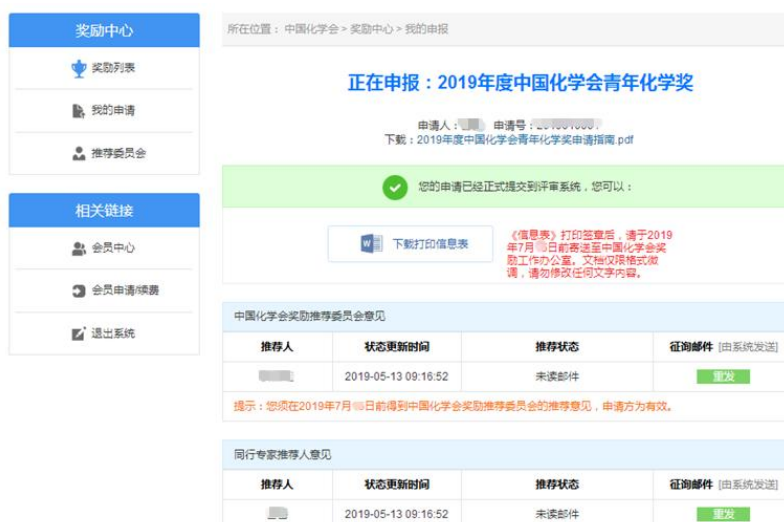 奖励中心
奖励列表
我的申请
推荐委员会
相关链接
会员中心
会员申请/续费
退出系统
所在位置： 中国化学会 > 奖励中心 > 我的申报
正在申报：2019年度中国化学会青年化学奖
申请人： 申请号：
下载：2019年度中国化学会青年化学奖申请指南.pdf
您的申请已经正式提交到评审系统，您可以：
下载打印信息表
《信息表》打印签章后，请于2019
年7月 日前寄送至中国化学会奖
励工作办公室。文档仅限格式微
调，请勿修改任何文字内容。
中国化学会奖励推荐委员会意见
推荐人 状态更新时间 推荐状态 征询邮件 [由系统发送]
2019-05-13 09:16:52 未读邮件 重发
提示：您须在2019年7月 日前得到中国化学会奖励推荐委员会的推荐意见，申请方为有效。
同行专家推荐人意见
推荐人 状态更新时间 推荐状态 征询邮件 [由系统发送]
2019-05-13 09:16:52 未读邮件 重发